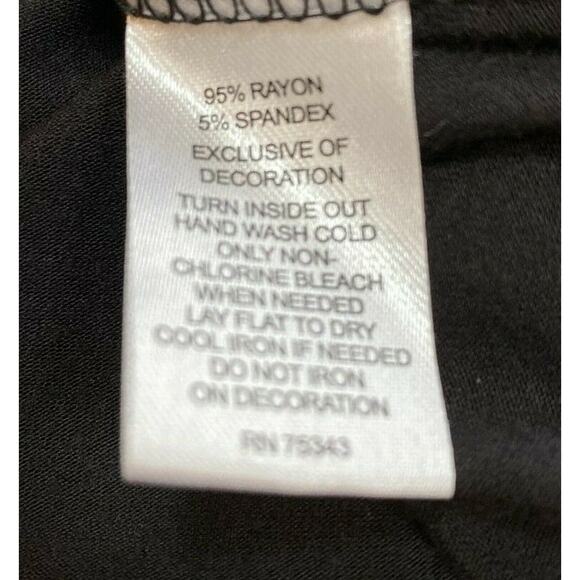 95% RAYON
5% SPANDEX
EXCLUSIVE OF
DECORATION
TURN INSIDE OUT
HAND WASH COLD
ONLY NON-
CHLORINE BLEACH
WHEN NEEDED
LAY FLAT TO DRY
COOL IRON IF NEEDED
DO NOT IRON
ON DECORATION
RN 75343